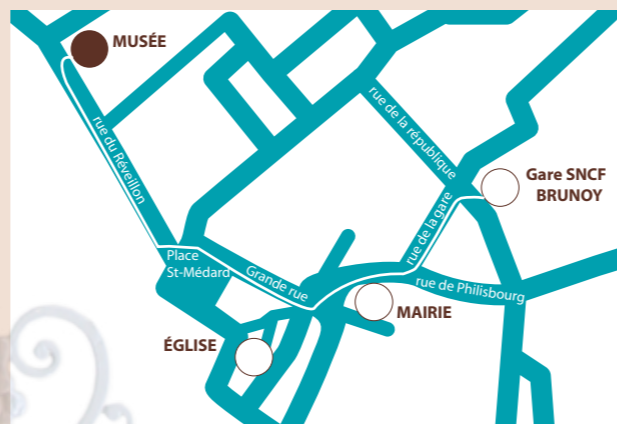 MUSÉE
rue du Réveillon
rue de la république
Gare SNCF
BRUNOY
rue de la gare
Place
St-Médard
Grande rue
rue de Philisbourg
MAIRIE
ÉGLISE